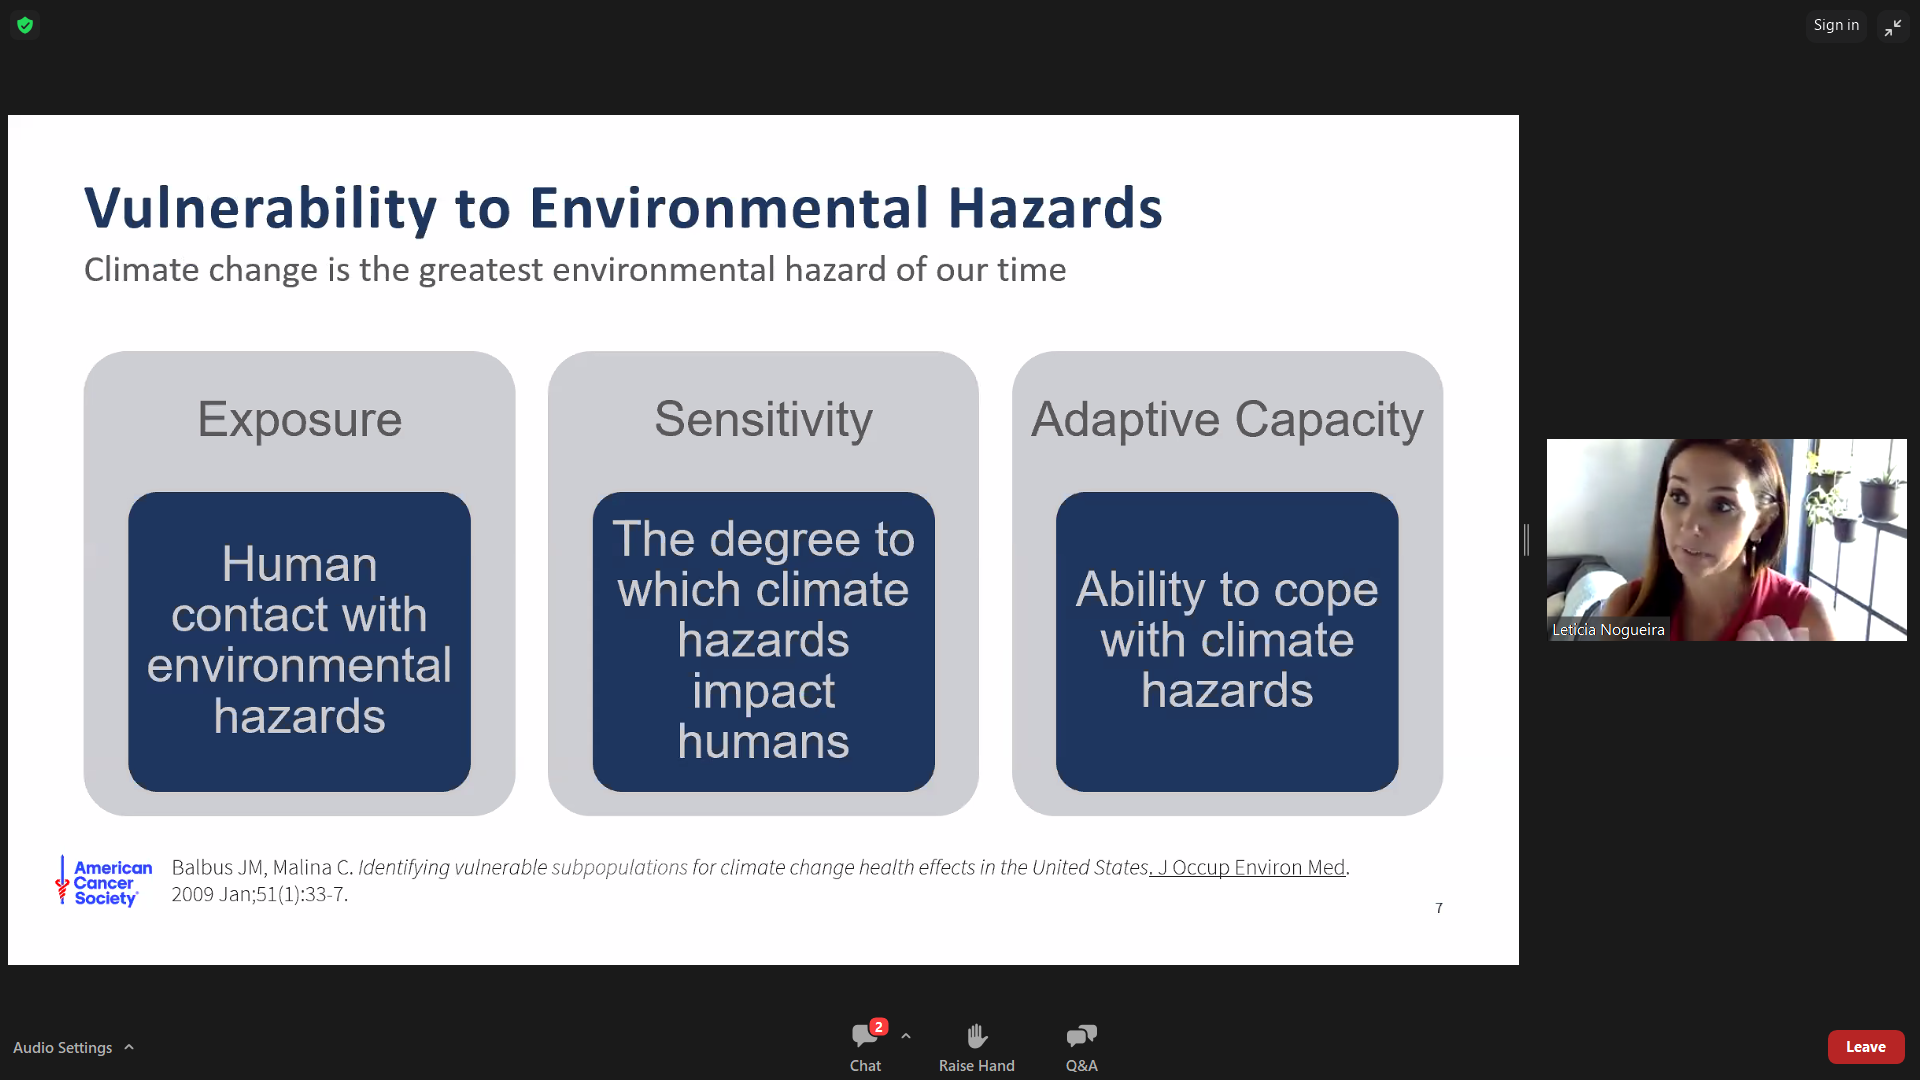 Sign in
Vulnerability to Environmental Hazards
Climate change is the greatest environmental hazard of our time
Exposure
Human
contact with
environmental
hazards
Sensitivity
The degree to
which climate
hazards
impact
humans
Adaptive Capacity
Ability to cope
with climate
hazards
Leticia Nogueira
American
Cancer
Society
Balbus JM, Malina C. Identifying vulnerable subpopulations for climate change health effects in the United States. J Occup Environ Med.
2009 Jan;51(1):33-7.
7
Audio Settings
2
Chat
Raise Hand
Q&A
Leave